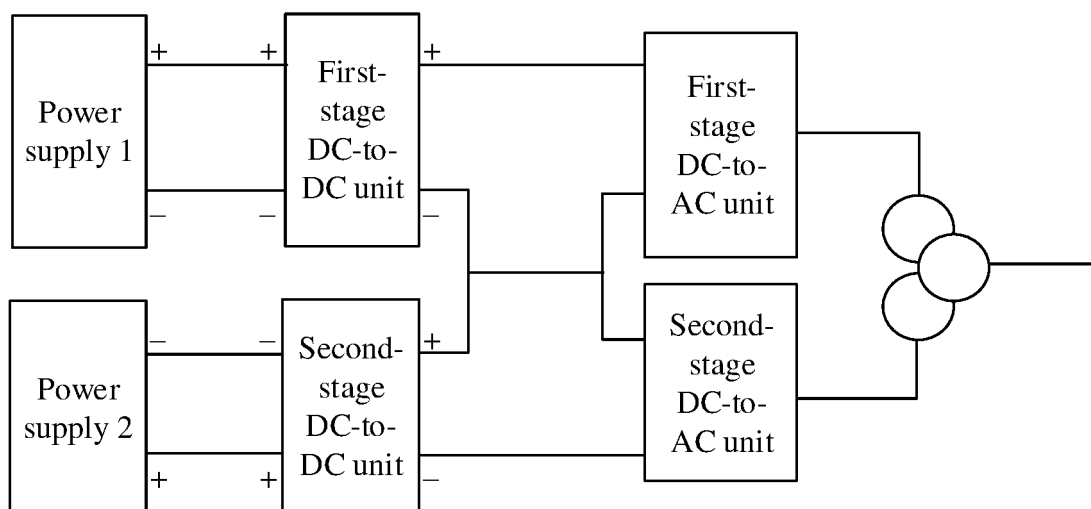 Power
supply 1
+
−
+
−
First-
stage
DC-to-
DC unit
+
−
First-
stage
DC-to-
AC unit
Power
supply 2
−
+
−
+
Second-
stage
DC-to-
DC unit
+
−
Second-
stage
DC-to-
AC unit